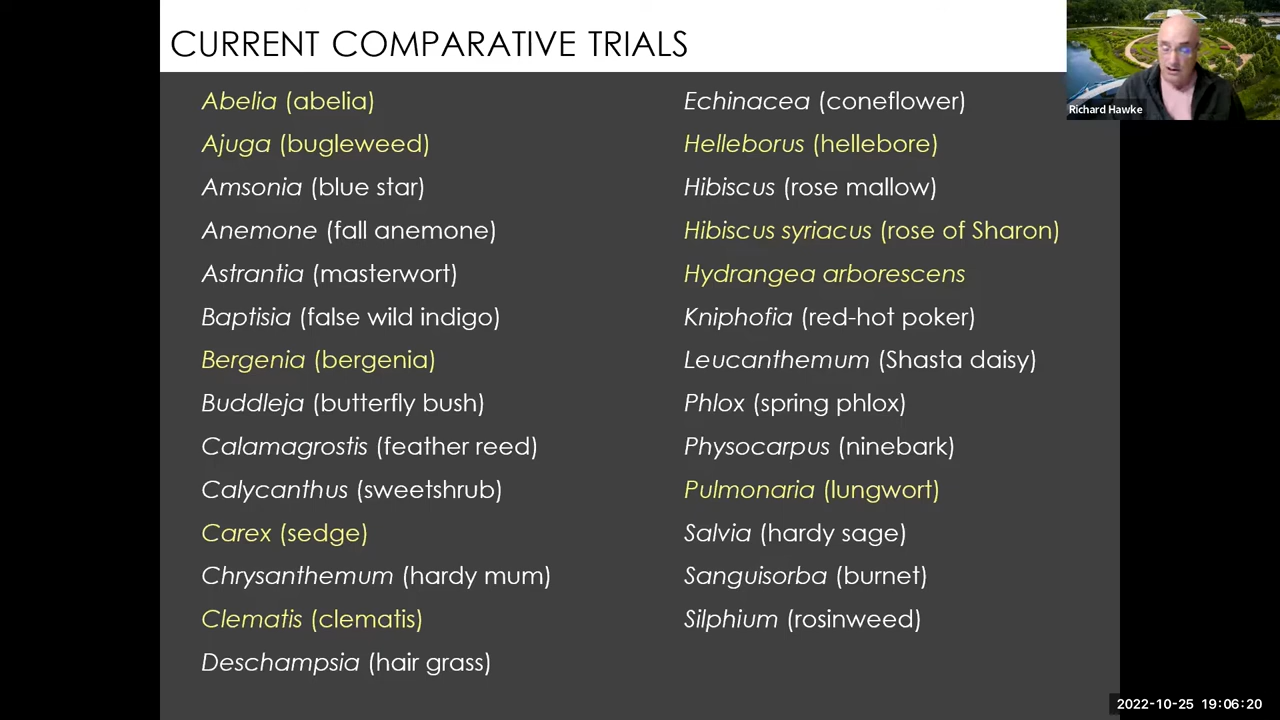 CURRENT COMPARATIVE TRIALS
Abelia (abelia)
Ajuga (bugleweed)
Amsonia (blue star)
Anemone (fall anemone)
Astrantia (masterwort)
Baptisia (false wild indigo)
Bergenia (bergenia)
Buddleja (butterfly bush)
Calamagrostis (feather reed)
Calycanthus (sweetshrub)
Carex (sedge)
Chrysanthemum (hardy mum)
Clematis (clematis)
Deschampsia (hair grass)
Echinacea (coneflower)
Helleborus (hellebore)
Hibiscus (rose mallow)
Hibiscus syriacus (rose of Sharon)
Hydrangea arborescens
Kniphofia (red-hot poker)
Leucanthemum (Shasta daisy)
Phlox (spring phlox)
Physocarpus (ninebark)
Pulmonaria (lungwort)
Salvia (hardy sage)
Sanguisorba (burnet)
Silphium (rosinweed)
Richard Hawke
2022-10-25 19:06:20